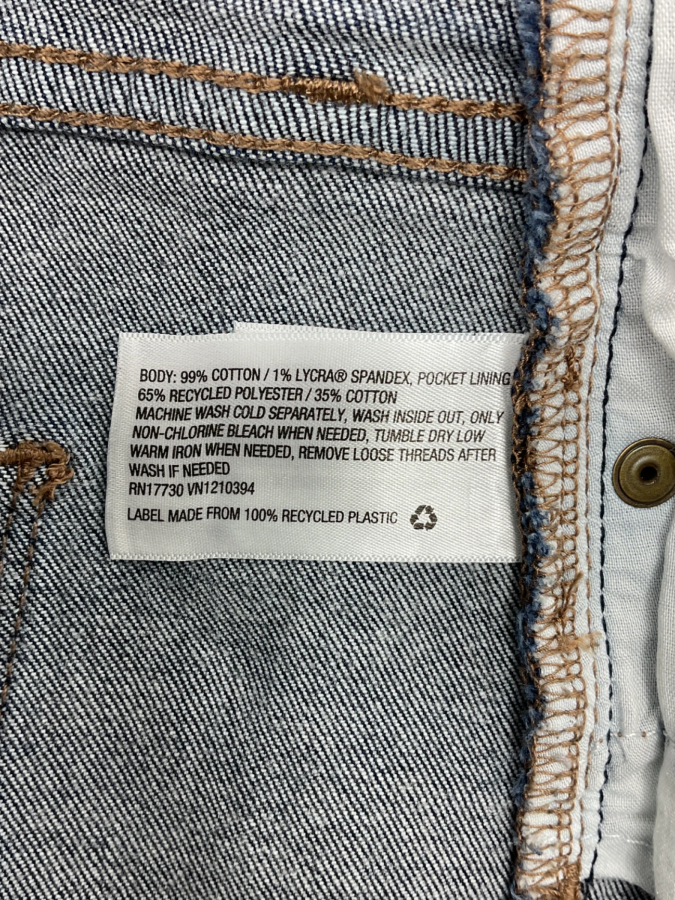 BODY: 99% COTTON / 1% LYCRA® SPANDEX, POCKET LINING
65% RECYCLED POLYESTER / 35% COTTON
MACHINE WASH COLD SEPARATELY, WASH INSIDE OUT, ONLY
NON-CHLORINE BLEACH WHEN NEEDED, TUMBLE DRY LOW
WARM IRON WHEN NEEDED, REMOVE LOOSE THREADS AFTER
WASH IF NEEDED
RN17730 VN1210394
LABEL MADE FROM 100% RECYCLED PLASTIC